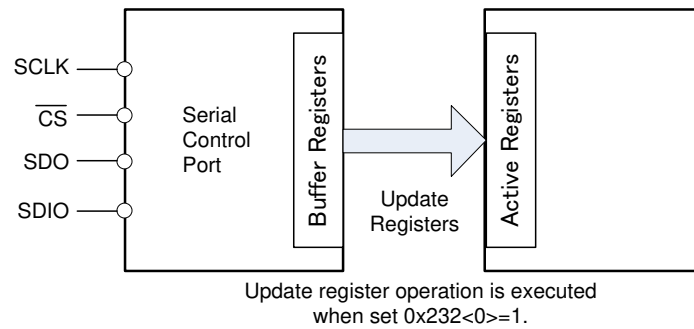 SCLK
CS
SDO
SDIO
Serial
Control
Port
Buffer Registers
Update
Registers
Active Registers
Update register operation is executed
when set 0x232<0>=1.